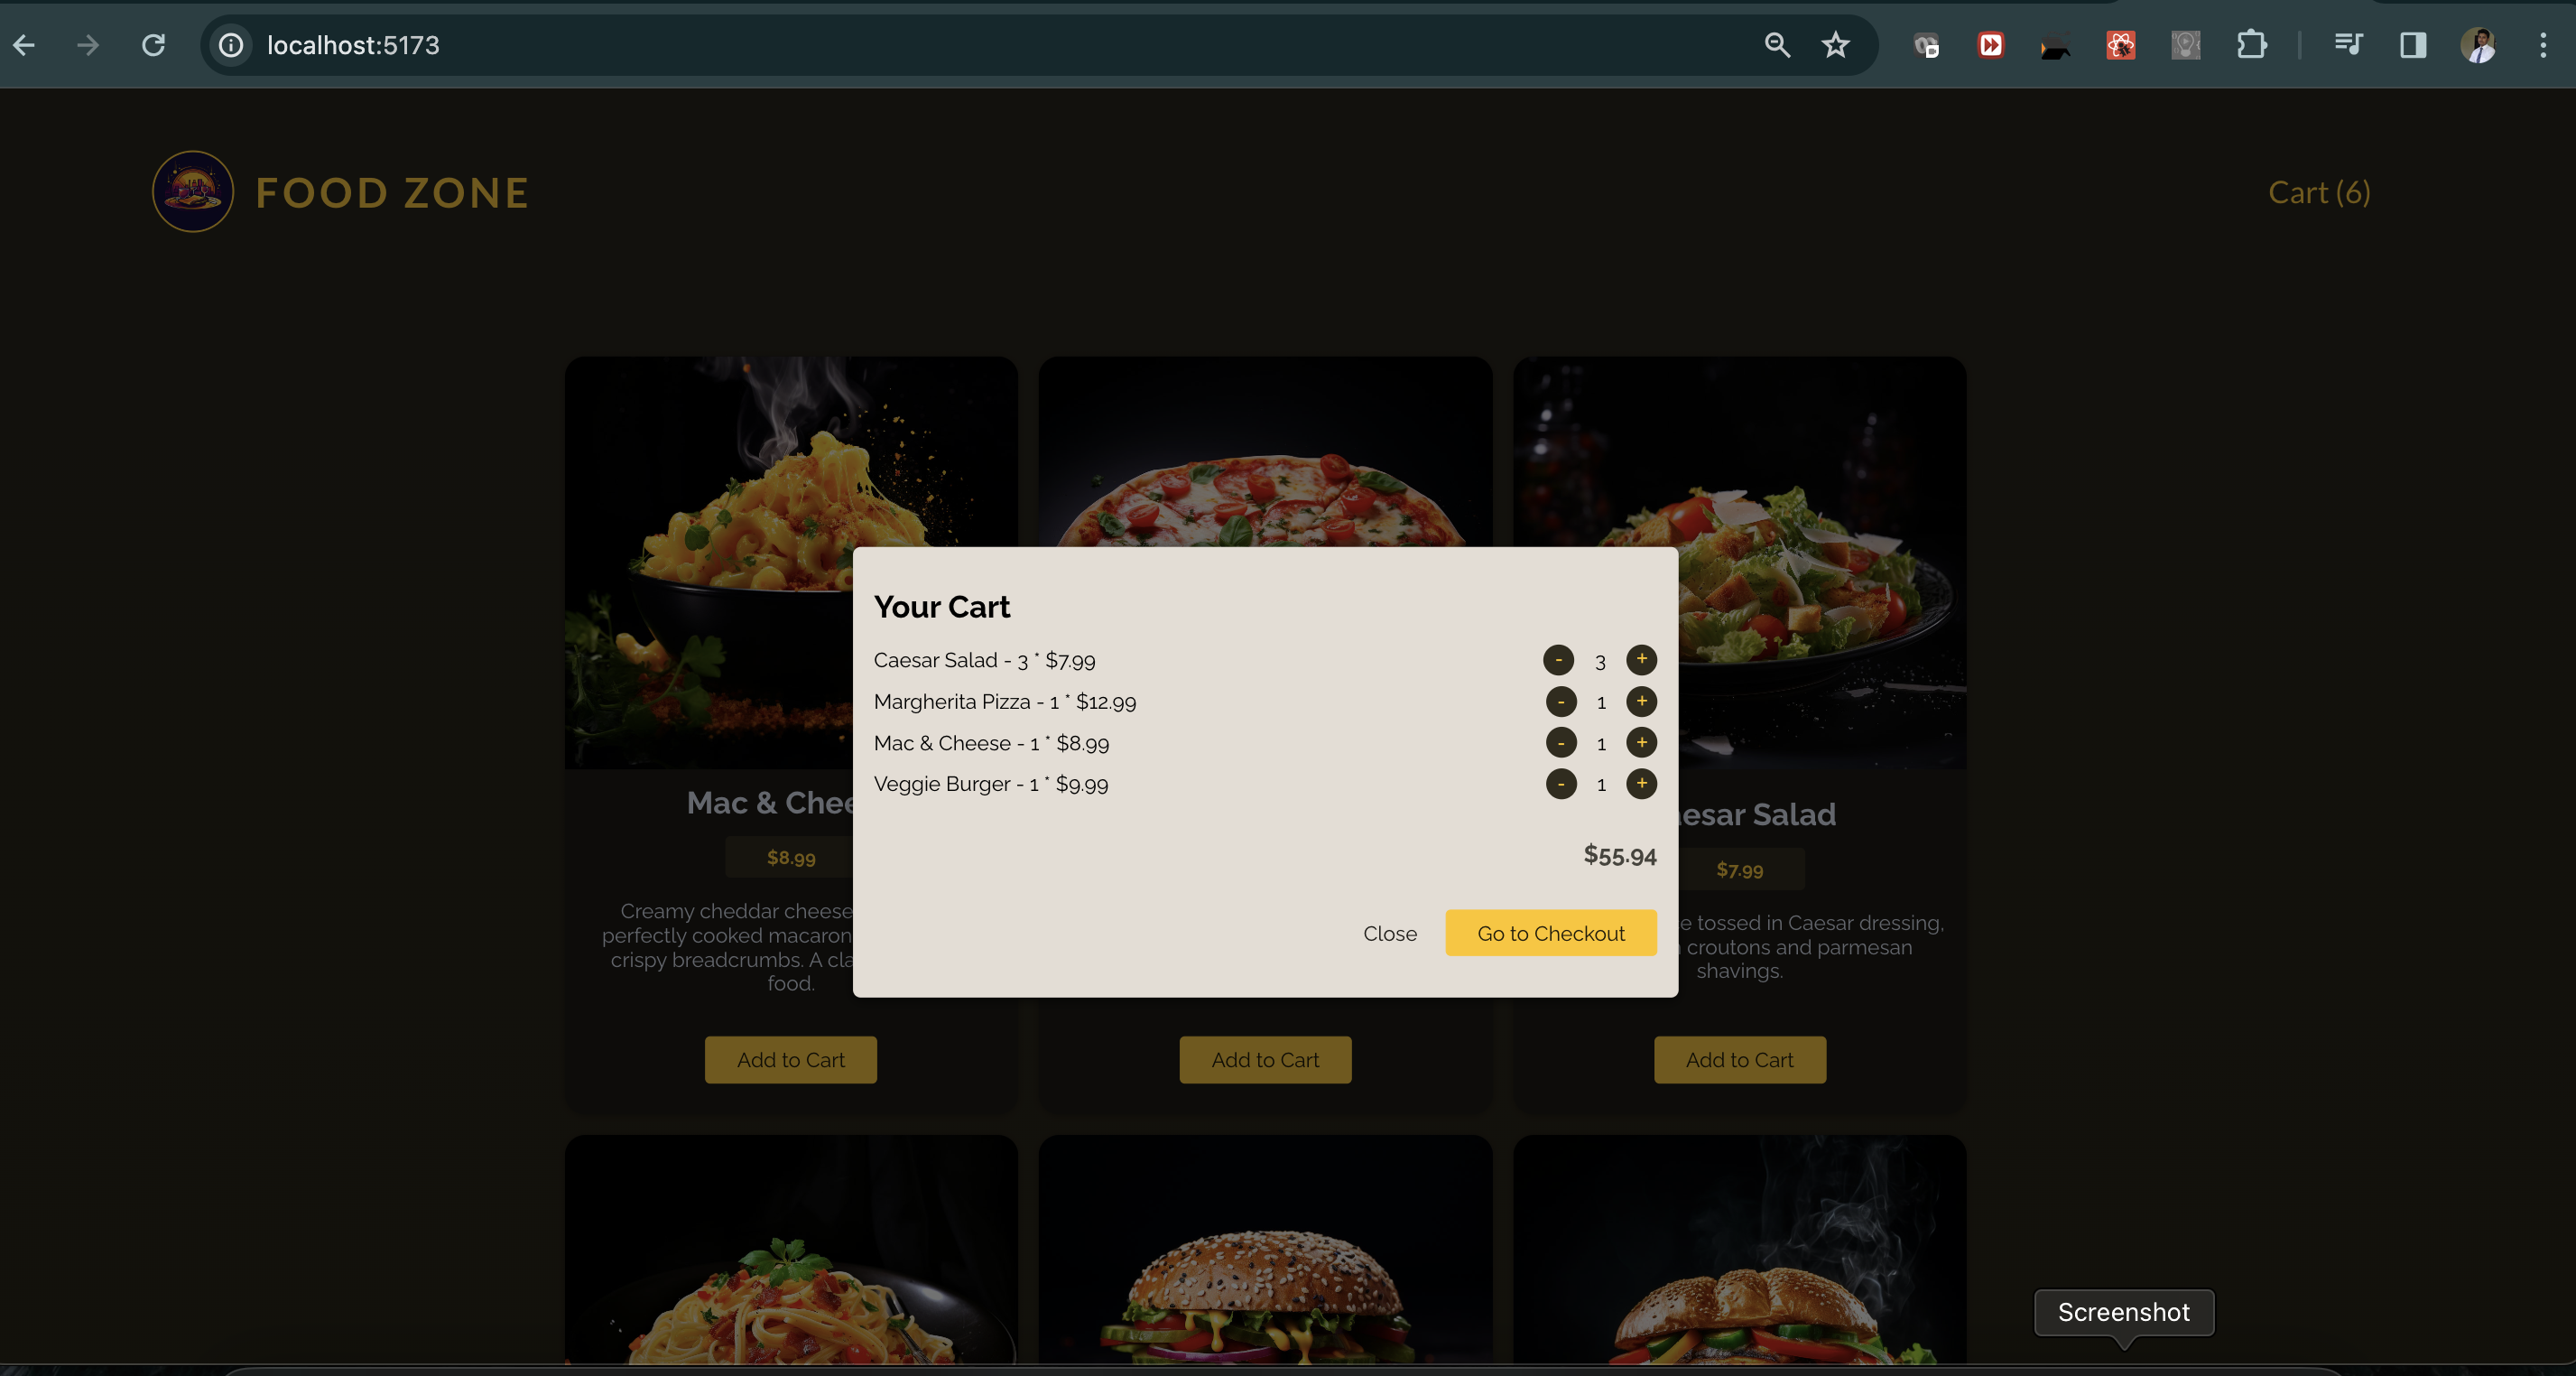 localhost:5173
FOOD ZONE
Cart (6)
Your Cart
Caesar Salad - 3 * $7.99
- 3 +
Margherita Pizza - 1 * $12.99
- 1 +
Mac & Cheese - 1 * $8.99
- 1 +
Veggie Burger - 1 * $9.99
- 1 +
$55.94
Close
Go to Checkout
Mac & Chee
$8.99
Creamy cheddar cheese
perfectly cooked macaron
crispy breadcrumbs. A cla
food.
Add to Cart
Add to Cart
esar Salad
$7.99
e tossed in Caesar dressing,
croutons and parmesan
shavings.
Add to Cart
Screenshot